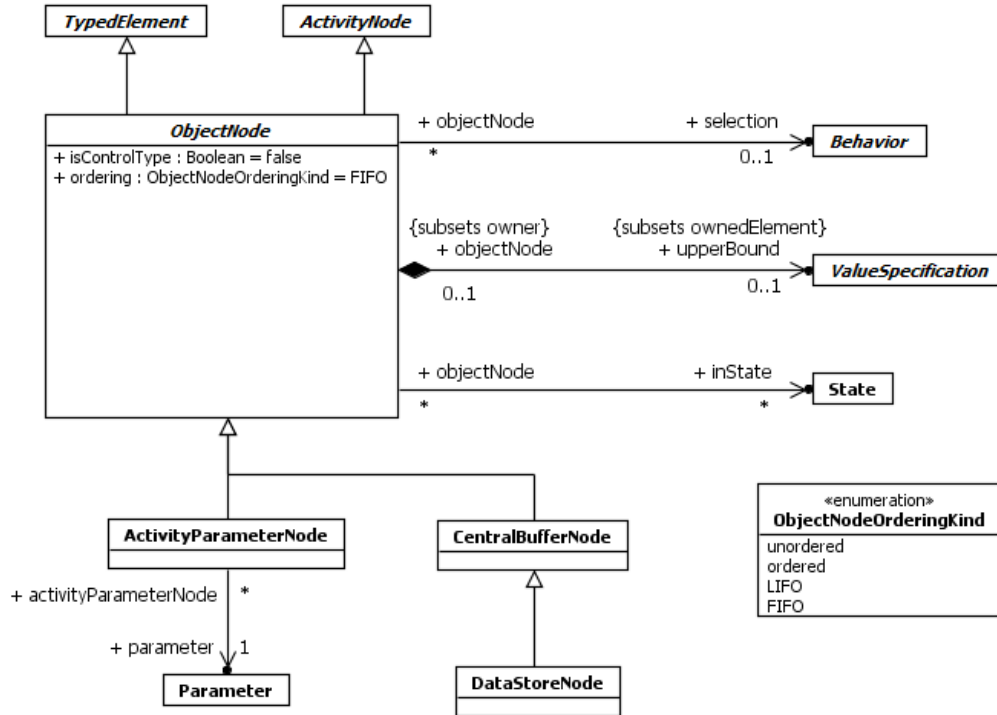 TypedElement
ActivityNode
ObjectNode
+ isControlType : Boolean = false
+ ordering : ObjectNodeOrderingKind = FIFO
+ objectNode
+ selection
*
0..1
Behavior
{subsets owner}
{subsets ownedElement}
+ objectNode
+ upperBound
0..1
0..1
ValueSpecification
+ objectNode
+ inState
*
*
State
ActivityParameterNode
CentralBufferNode
«enumeration»
ObjectNodeOrderingKind
unordered
ordered
LIFO
FIFO
+ activityParameterNode
*
+ parameter
1
Parameter
DataStoreNode